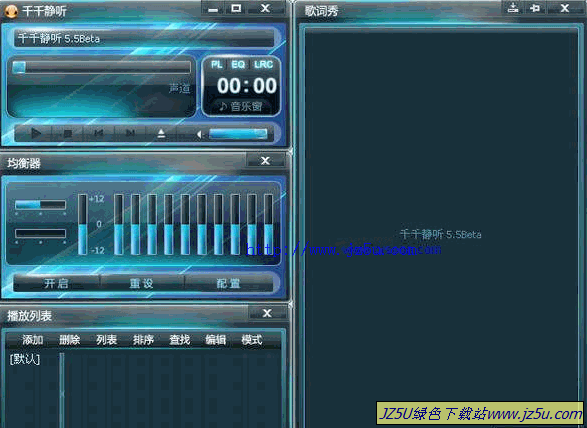 千千静听
千千静听 5.5Beta
声道
PL EQ LRC
00:00
♪ 音乐窗
均衡器
+12
0
-12
开启 重设 配置
播放列表
添加 删除 列表 排序 查找 编辑 模式
[默认]
歌词秀
千千静听 5.5Beta
JZ5U绿色下载站www.jz5u.com